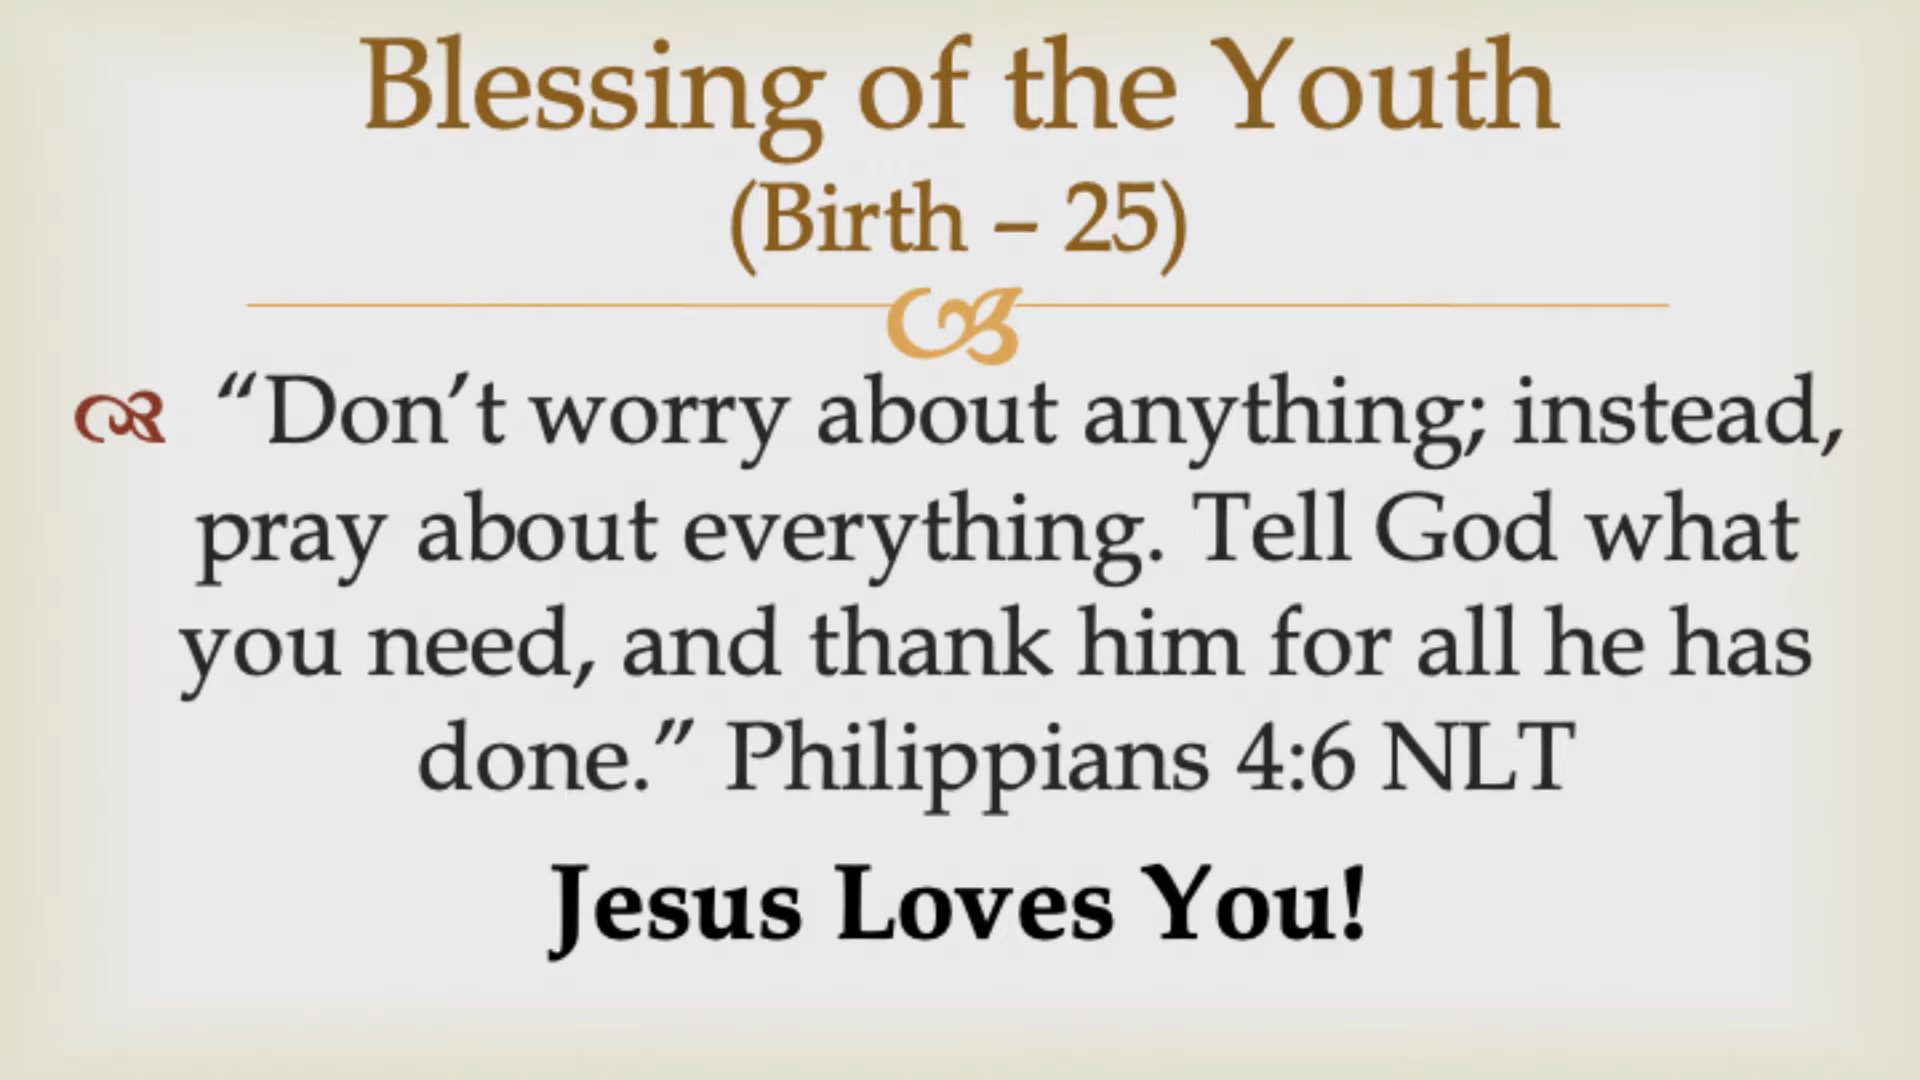 Blessing of the Youth
(Birth – 25)
“Don’t worry about anything; instead,
pray about everything. Tell God what
you need, and thank him for all he has
done.” Philippians 4:6 NLT
Jesus Loves You!